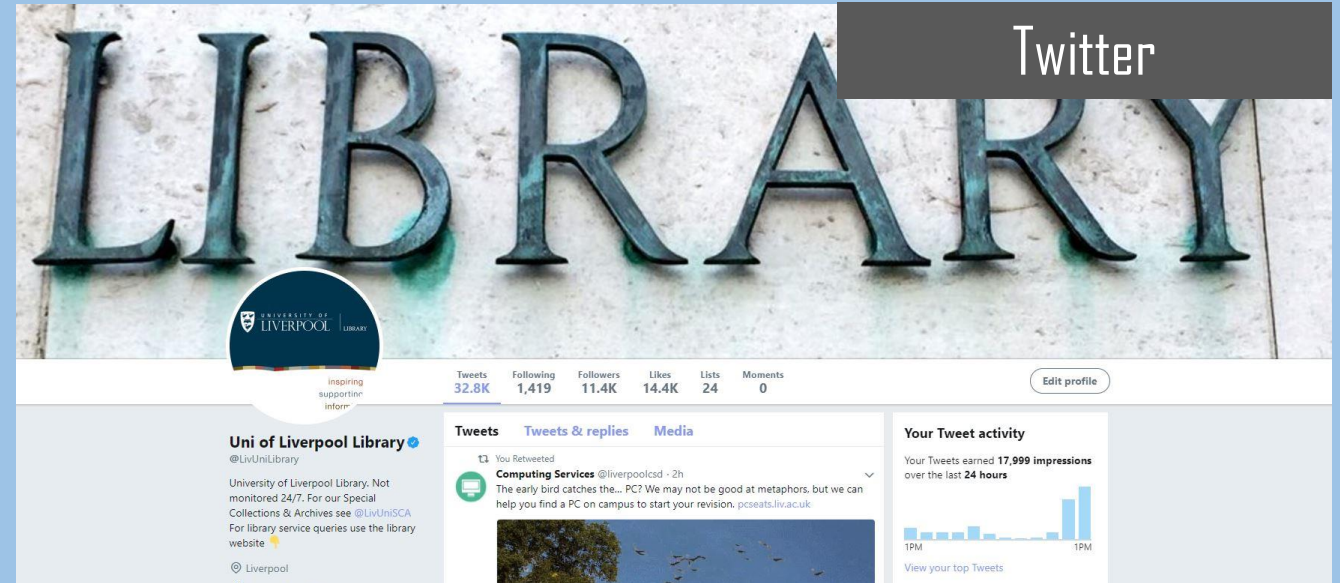 LIBRARY
Twitter
UNIVERSITY OF
LIVERPOOL LIBRARY
inspiring
supporting
Tweets Following Followers Likes Lists Moments
32.8K 1,419 11.4K 14.4K 24 0
Edit profile
Uni of Liverpool Library
@LivUniLibrary
University of Liverpool Library. Not
monitored 24/7. For our Special
Collections & Archives see @LivUniSCA
For library service queries use the library
website 👇
Liverpool
Tweets Tweets & replies Media
You Retweeted
Computing Services @liverpoolcsd - 2h
The early bird catches the... PC? We may not be good at metaphors, but we can
help you find a PC on campus to start your revision. pcseats.liv.ac.uk
Your Tweet activity
Your Tweets earned 17,999 impressions
over the last 24 hours
1PM 1PM
View your top Tweets